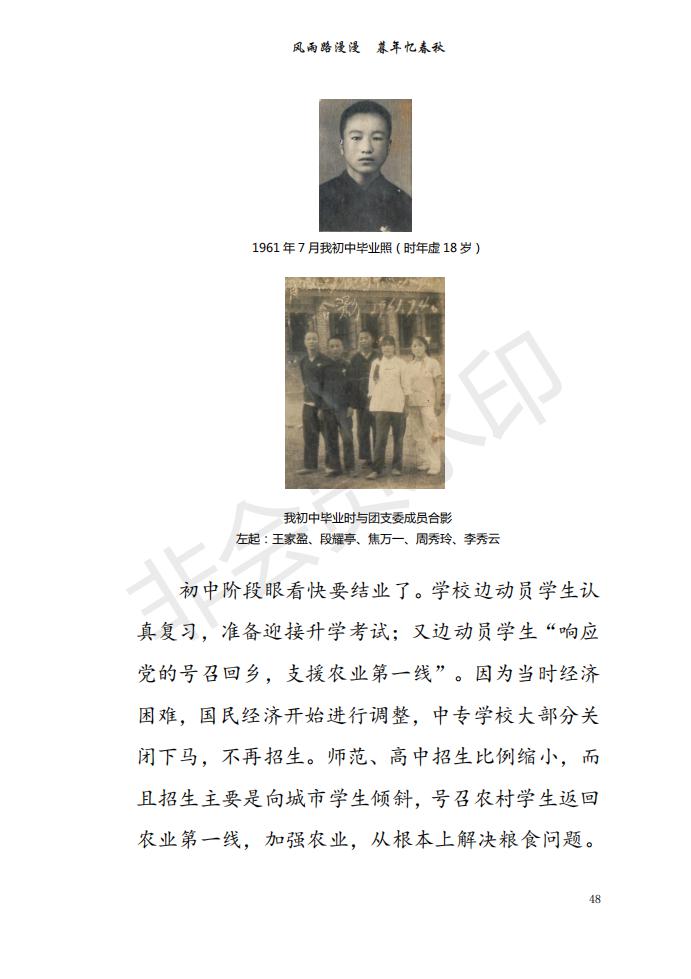 风雨路漫漫 暮年忆春秋
1961年7月我初中毕业照（时年虚18岁）
合影 1961.7.4
我初中毕业时与团支委成员合影
左起：王家盈、段耀亭、焦万一、周秀玲、李秀云
初中阶段眼看快要结业了。学校边动员学生认
真复习，准备迎接升学考试；又边动员学生“响应
党的号召回乡，支援农业第一线”。因为当时经济
困难，国民经济开始进行调整，中专学校大部分关
闭下马，不再招生。师范、高中招生比例缩小，而
且招生主要是向城市学生倾斜，号召农村学生返回
农业第一线，加强农业，从根本上解决粮食问题。
48
非会员水印